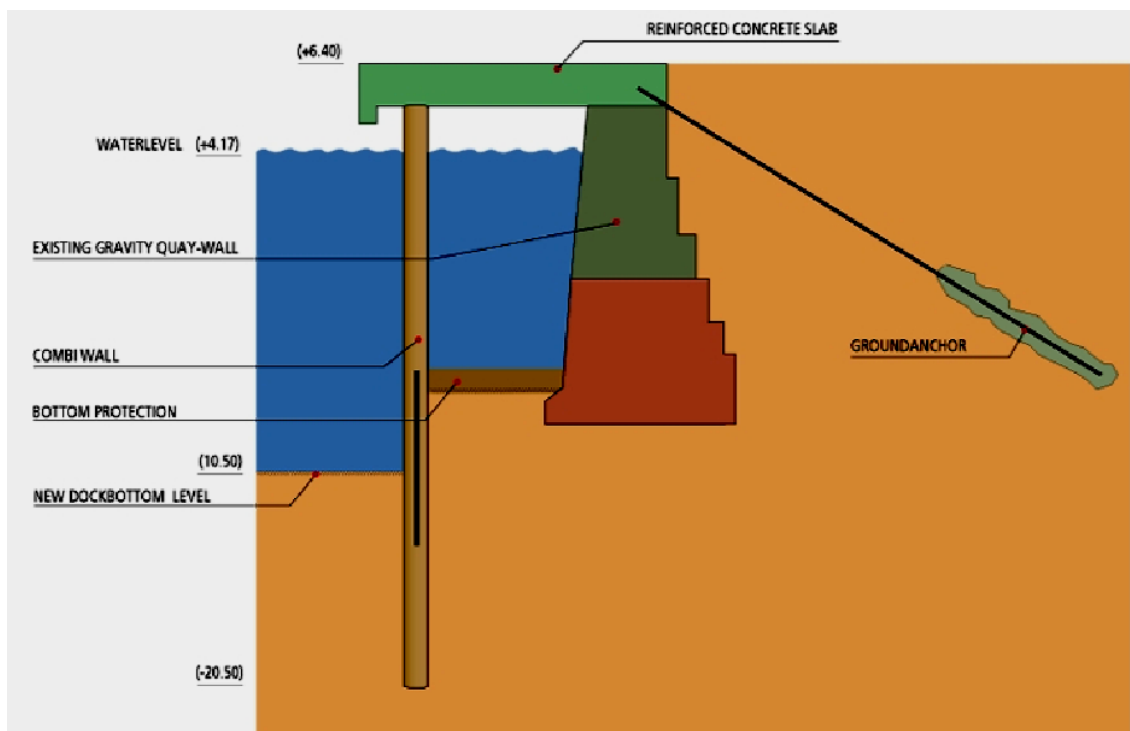 REINFORCED CONCRETE SLAB
(+6.40)
WATERLEVEL (+4.17)
EXISTING GRAVITY QUAY-WALL
GROUNDANCHOR
COMBI WALL
BOTTOM PROTECTION
(10.50)
NEW DOCKBOTTOM LEVEL
(-20.50)